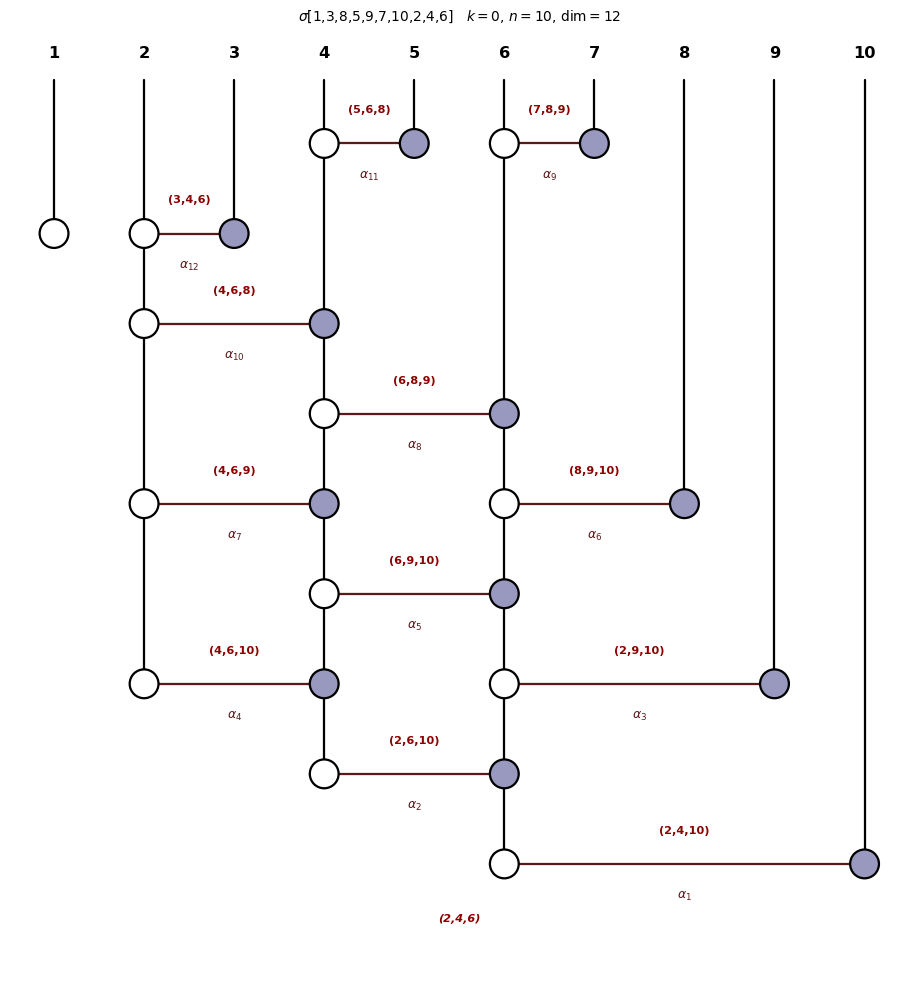 σ[1,3,8,5,9,7,10,2,4,6] k=0, n=10, dim=12
1 2 3 4 5 6 7 8 9 10
(5,6,8) (7,8,9)
α₁₁ α₉
(3,4,6)
α₁₂
(4,6,8)
α₁₀
(6,8,9)
α₈
(4,6,9) (8,9,10)
α₇ α₆
(6,9,10)
α₅
(4,6,10) (2,9,10)
α₄ α₃
(2,6,10)
α₂
(2,4,10)
α₁
(2,4,6)